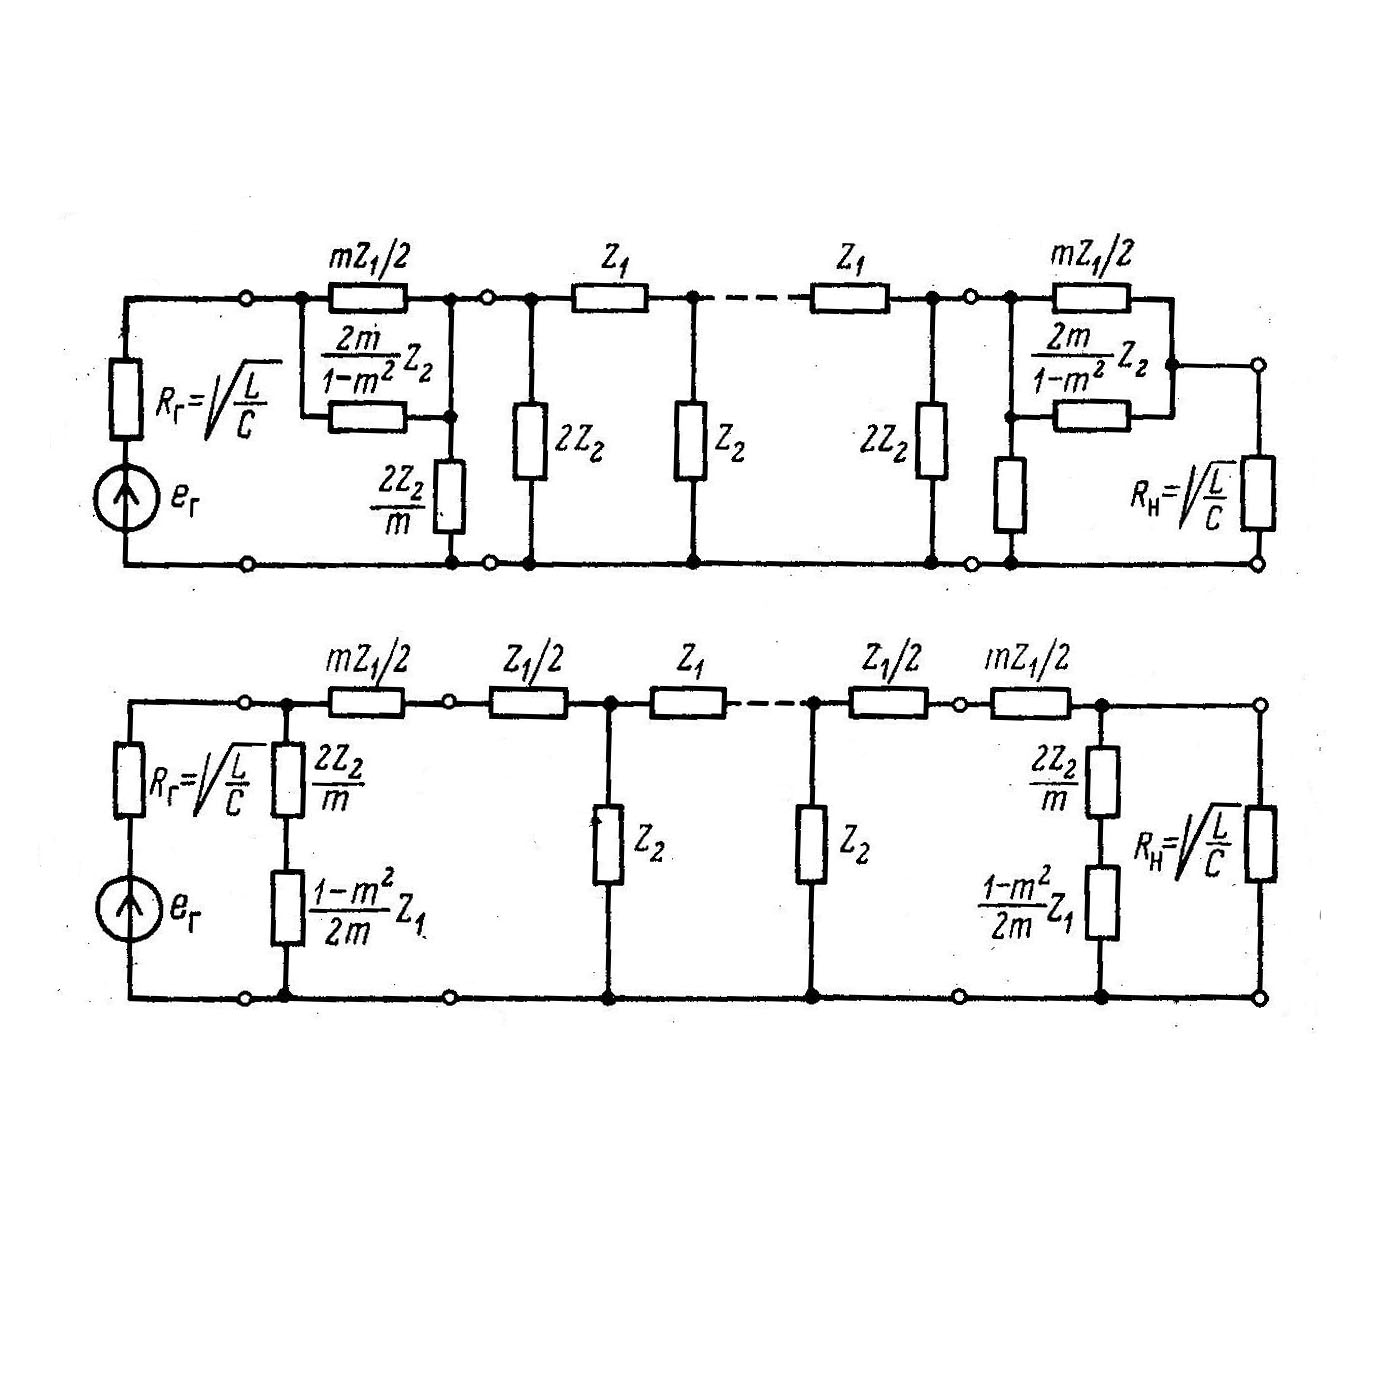 mZ₁/2
Z₁
Z₁
mZ₁/2
Rг=√(L/C)
eг
2m/(1-m²) Z₂
2Z₂/m
2Z₂
Z₂
2Z₂
2m/(1-m²) Z₂
Rн=√(L/C)
mZ₁/2
Z₁/2
Z₁
Z₁/2
mZ₁/2
Rг=√(L/C)
eг
2Z₂/m
(1-m²)/2m Z₁
Z₂
Z₂
2Z₂/m
(1-m²)/2m Z₁
Rн=√(L/C)